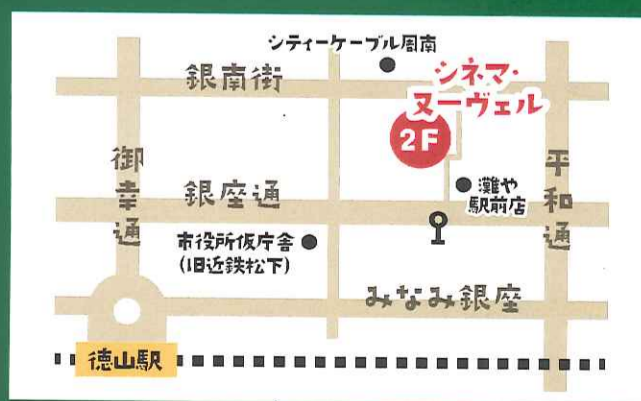 シティーケーブル周南
銀南街
シネマ・
ヌーヴェル
2F
御幸通
銀座通
灘や
駅前店
平和通
市役所仮庁舎
(旧近鉄松下)
みなみ銀座
徳山駅